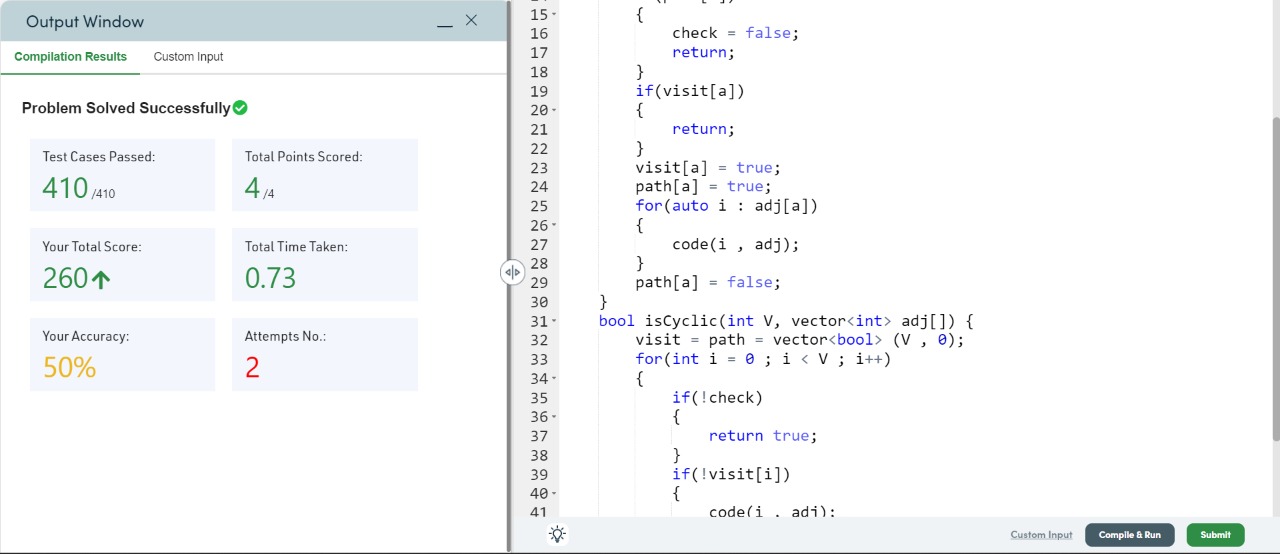 Output Window
Compilation Results Custom Input
Problem Solved Successfully
Test Cases Passed:
410 /410
Total Points Scored:
4 /4
Your Total Score:
260
Total Time Taken:
0.73
Your Accuracy:
50%
Attempts No.:
2
15 {
16 check = false;
17 return;
18 }
19 if(visit[a])
20 {
21 return;
22 }
23 visit[a] = true;
24 path[a] = true;
25 for(auto i : adj[a])
26 {
27 code(i , adj);
28 }
29 path[a] = false;
30 }
31 bool isCyclic(int V, vector<int> adj[]) {
32 visit = path = vector<bool> (V , 0);
33 for(int i = 0 ; i < V ; i++)
34 {
35 if(!check)
36 {
37 return true;
38 }
39 if(!visit[i])
40 {
41 code(i , adj);
Custom Input Compile & Run Submit